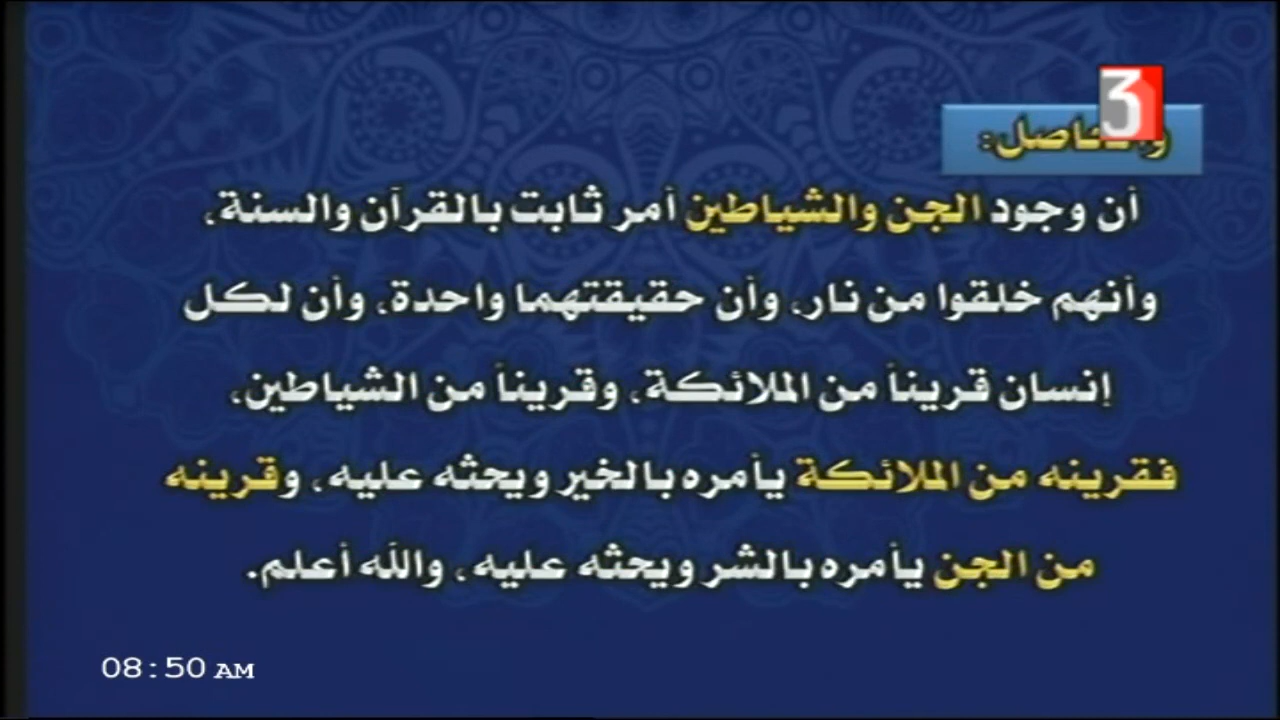 3
والحاصل:
أن وجود الجن والشياطين أمر ثابت بالقرآن والسنة،
وأنهم خلقوا من نار، وأن حقيقتهما واحدة، وأن لكل
إنسان قريناً من الملائكة، وقريناً من الشياطين،
فقرينه من الملائكة يأمره بالخير ويحثه عليه، وقرينه
من الجن يأمره بالشر ويحثه عليه، والله أعلم.
08:50 AM